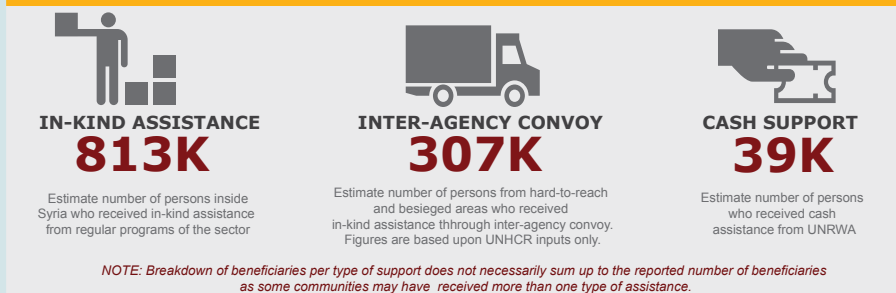 IN-KIND ASSISTANCE
813K
Estimate number of persons inside
Syria who received in-kind assistance
from regular programs of the sector
INTER-AGENCY CONVOY
307K
Estimate number of persons from hard-to-reach
and besieged areas who received
in-kind assistance thhrough inter-agency convoy.
Figures are based upon UNHCR inputs only.
CASH SUPPORT
39K
Estimate number of persons
who received cash
assistance from UNRWA
NOTE: Breakdown of beneficiaries per type of support does not necessarily sum up to the reported number of beneficiaries
as some communities may have received more than one type of assistance.